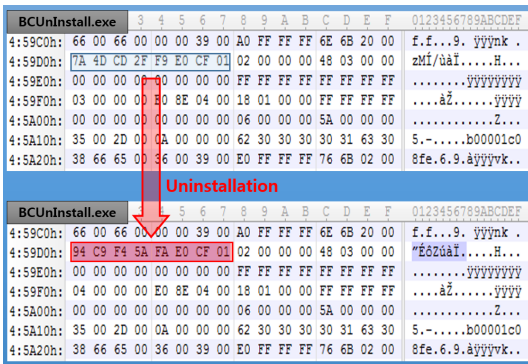 BCUnInstall.exe 3 4 5 6 7 8 9 A B C D E F 0123456789ABCDEF
4:59C0h: 66 00 66 00 00 00 39 00 A0 FF FF FF 6E 6B 20 00 f.f...9. ÿÿÿnk .
4:59D0h: 7A 4D CD 2F F9 E0 CF 01 02 00 00 00 48 03 00 00 zMÍ/ùàÏ.....H...
4:59E0h: 00 00 00 00 00 00 00 00 FF FF FF FF FF FF FF FF ........ÿÿÿÿÿÿÿÿ
4:59F0h: 03 00 00 00 E0 8E 04 00 18 01 00 00 FF FF FF FF ....àŽ......ÿÿÿÿ
4:5A00h: 00 00 00 00 00 00 00 00 06 00 00 00 5A 00 00 00 ............Z...
4:5A10h: 35 00 2D 00 0A 00 00 00 62 30 30 30 30 31 63 30 5.-.....b00001c0
4:5A20h: 38 66 65 00 36 00 39 00 E0 FF FF FF 76 6B 02 00 8fe.6.9.àÿÿÿvk..
Uninstallation
BCUnInstall.exe 3 4 5 6 7 8 9 A B C D E F 0123456789ABCDEF
4:59C0h: 66 00 66 00 00 00 39 00 A0 FF FF FF 6E 6B 20 00 f.f...9. ÿÿÿnk .
4:59D0h: 94 C9 F4 5A FA E0 CF 01 02 00 00 00 48 03 00 00 ”ÉôZúàÏ.....H...
4:59E0h: 00 00 00 00 00 00 00 00 FF FF FF FF FF FF FF FF ........ÿÿÿÿÿÿÿÿ
4:59F0h: 04 00 00 00 E0 8E 04 00 18 01 00 00 FF FF FF FF ....àŽ......ÿÿÿÿ
4:5A00h: 00 00 00 00 00 00 00 00 06 00 00 00 5A 00 00 00 ............Z...
4:5A10h: 35 00 2D 00 0A 00 00 00 62 30 30 30 30 31 63 30 5.-.....b00001c0
4:5A20h: 38 66 65 00 36 00 39 00 E0 FF FF FF 76 6B 02 00 8fe.6.9.àÿÿÿvk..